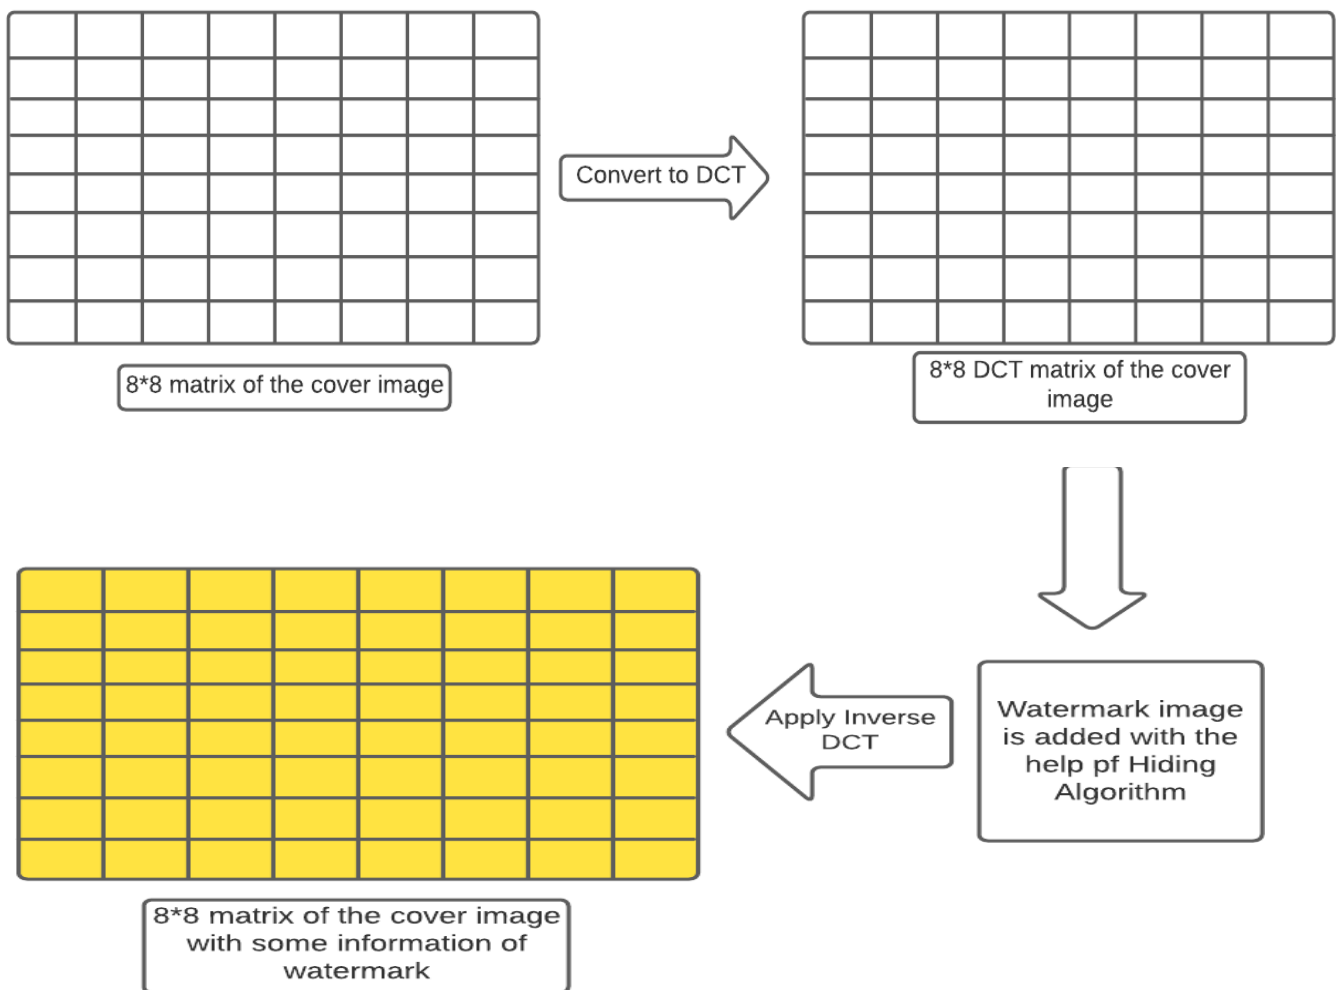 Convert to DCT
8*8 matrix of the cover image
8*8 DCT matrix of the cover
image
Watermark image
is added with the
help pf Hiding
Algorithm
Apply Inverse
DCT
8*8 matrix of the cover image
with some information of
watermark